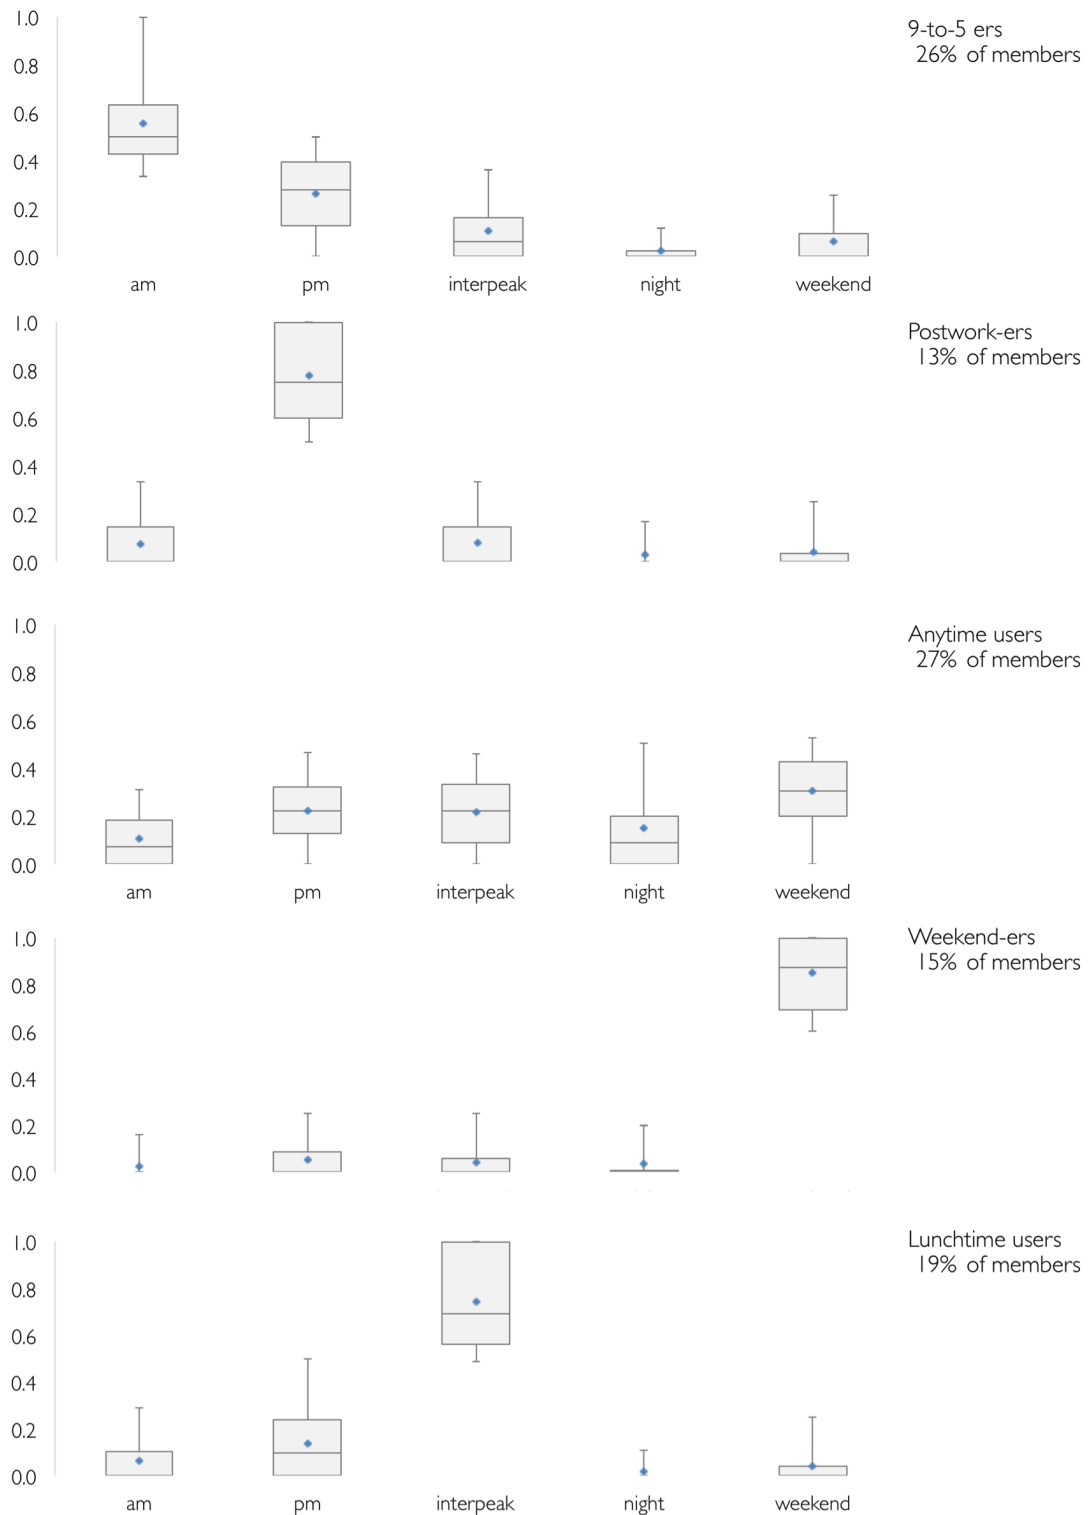 1.0
9-to-5 ers
26% of members
0.8
0.6
0.4
0.2
0.0
am pm interpeak night weekend
1.0
Postwork-ers
13% of members
0.8
0.6
0.4
0.2
0.0
1.0
Anytime users
27% of members
0.8
0.6
0.4
0.2
0.0
am pm interpeak night weekend
1.0
Weekend-ers
15% of members
0.8
0.6
0.4
0.2
0.0
1.0
Lunchtime users
19% of members
0.8
0.6
0.4
0.2
0.0
am pm interpeak night weekend